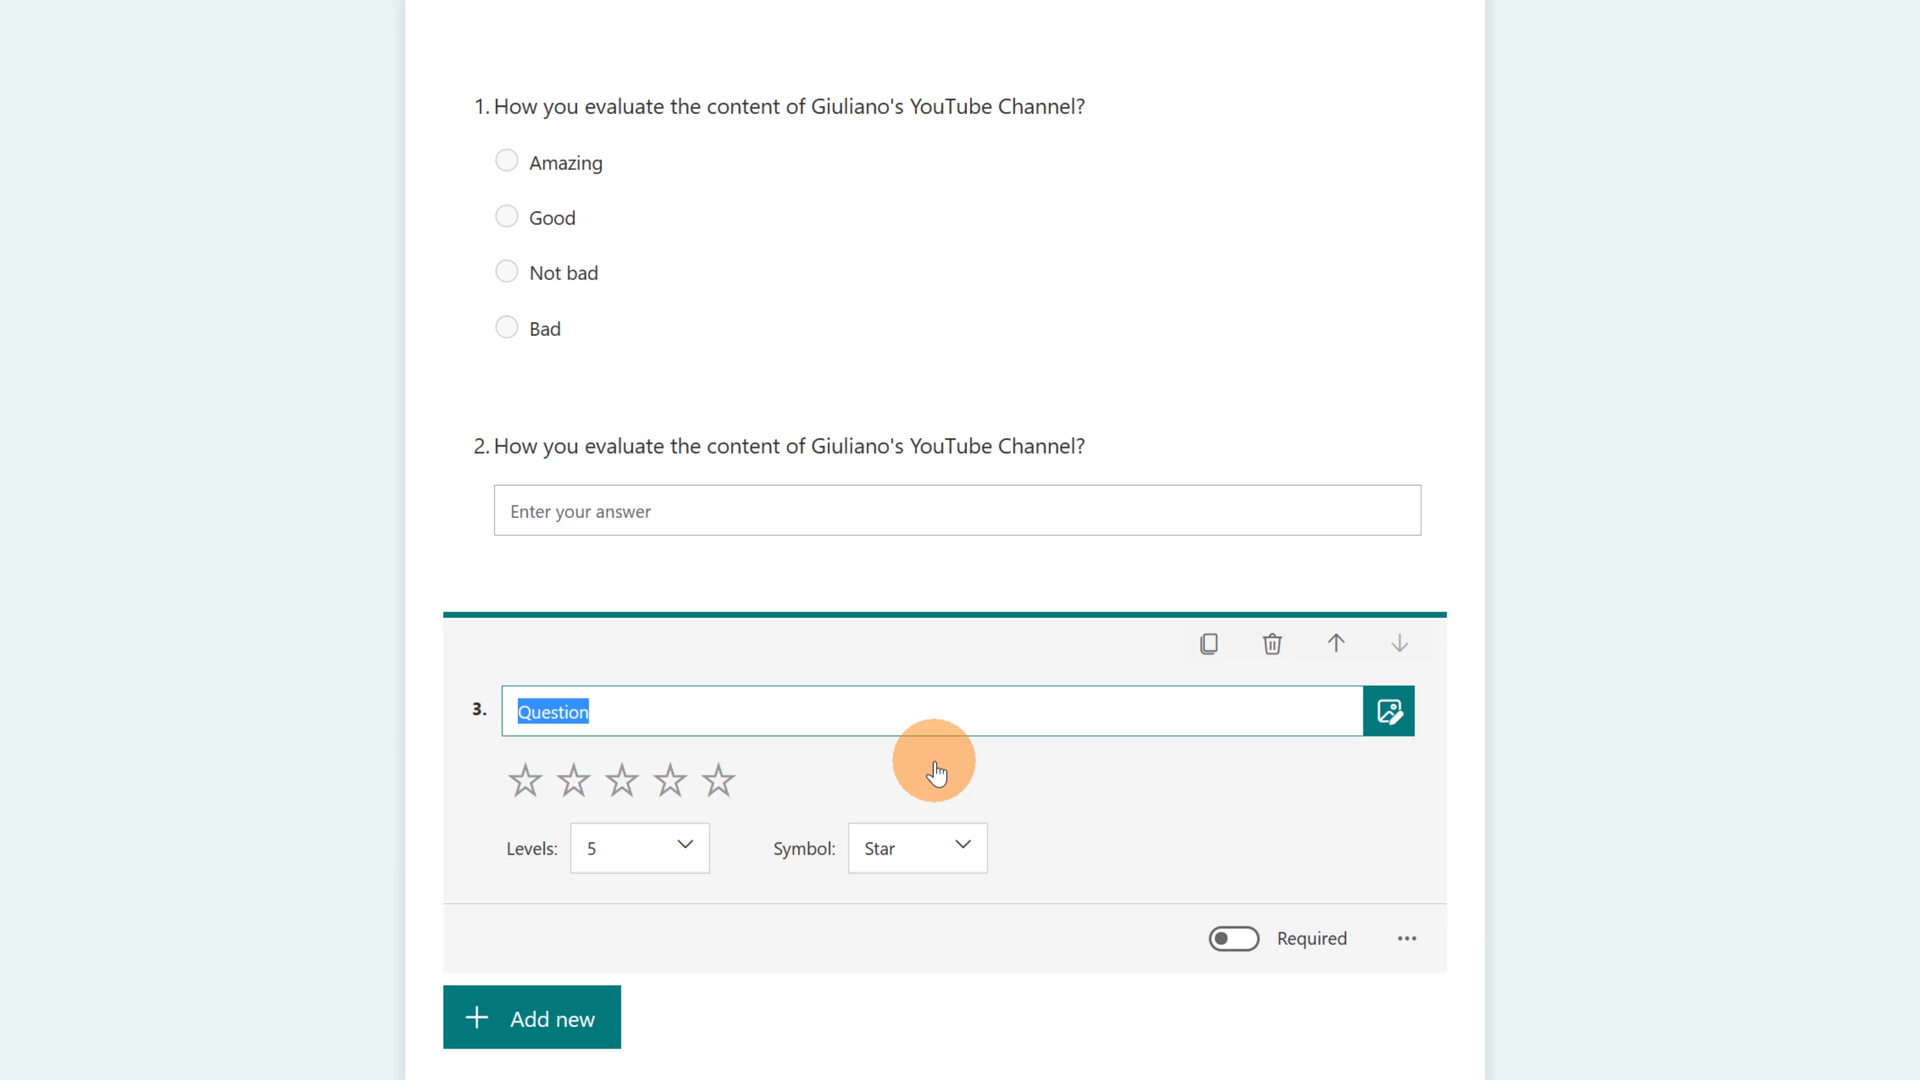 1. How you evaluate the content of Giuliano's YouTube Channel?
Amazing
Good
Not bad
Bad
2. How you evaluate the content of Giuliano's YouTube Channel?
Enter your answer
3. Question
Levels: 5 Symbol: Star
Required
Add new